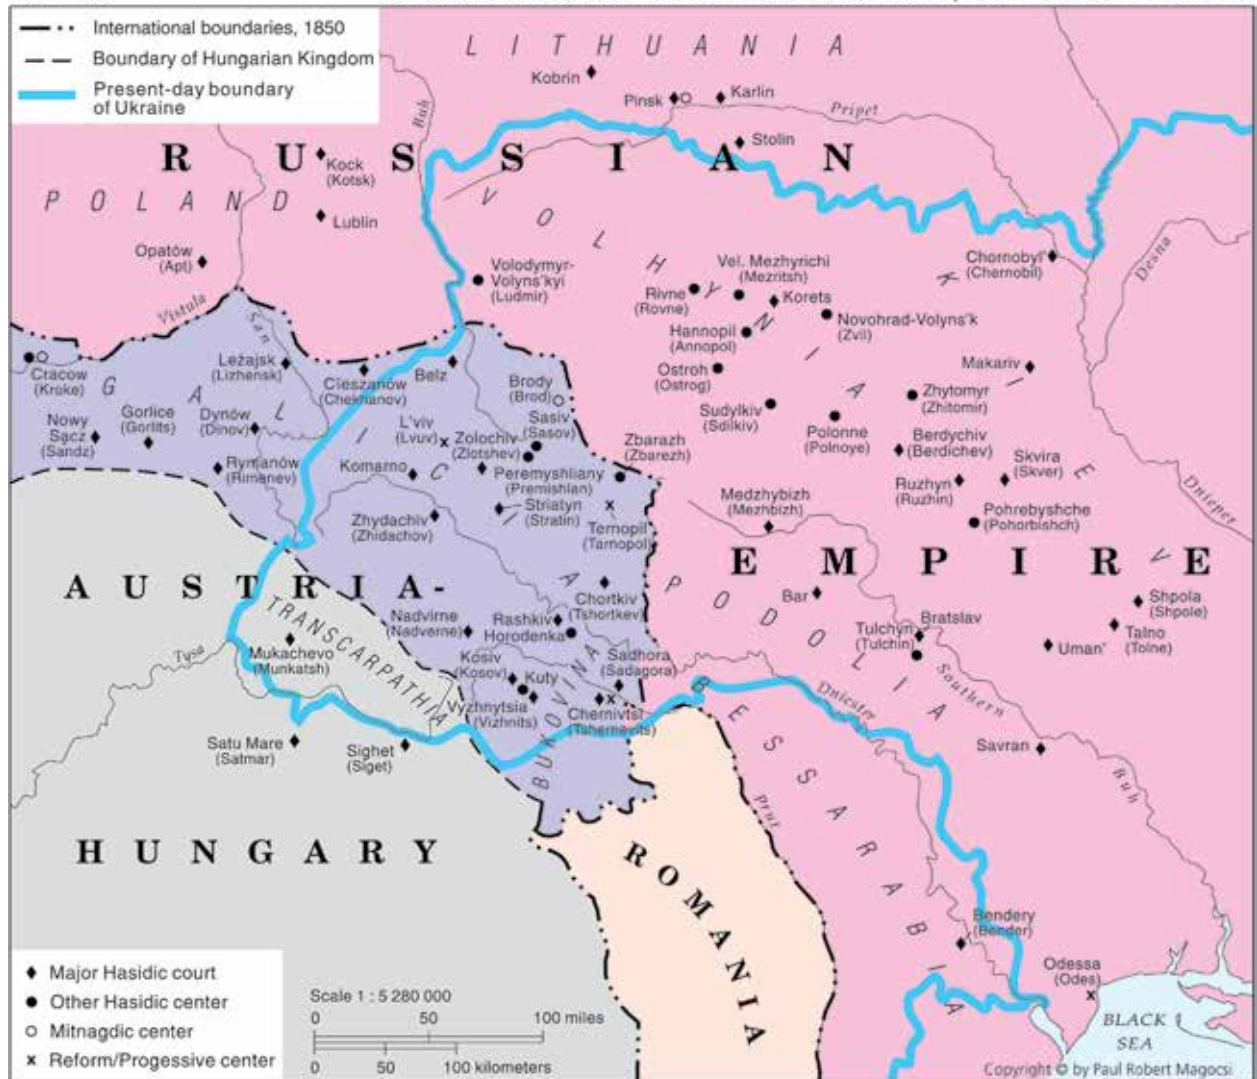 International boundaries, 1850
Boundary of Hungarian Kingdom
Present-day boundary
of Ukraine
LITHUANIA
Kobrin
Pinsk
Karlin
Pripet
Stolin
Buh
RUSSIAN
Kock
(Kotsk)
POLAND
Lublin
VOLHYNIA
Opatów
(Apt)
Chornobyl'
(Chernobil)
Desna
Volodymyr-
Volyns'kyi
(Ludmir)
Vel. Mezhyrichi
(Mezritsh)
Rivne
(Rovne)
Korets
KIEV
Vistula
San
Hannopil
(Annopol)
Novohrad-Volyns'k
(Zvil)
Cracow
(Kroke)
GALICIA
Leżajsk
(Lizhensk)
Cieszanów
(Chekhanov)
Belz
Ostroh
(Ostrog)
Makariv
Brody
(Brod)
Zhytomyr
(Zhitomir)
Nowy
Sącz
(Sandz)
Gorlice
(Gorlits)
Dynów
(Dinov)
L'viv
(Lvuv)
Sasiv
(Sasov)
Zolochiv
(Zlotshev)
Sudylkiv
(Sdilkiv)
Polonne
(Polnoye)
Zbarazh
(Zbarezh)
Berdychiv
(Berdichev)
Skvira
(Skver)
Rymanów
(Rimanev)
Komarno
Peremyshliany
(Premishlan)
Ruzhyn
(Ruzhin)
Dnieper
Striatyn
(Stratin)
Medzhybizh
(Mezhbizh)
Pohrebyshche
(Pohorbishch)
Zhydachiv
(Zhidachov)
Ternopil'
(Tarnopol)
EMPIRE
AUSTRIA-
Chortkiv
(Tshortkev)
PODOLIA
Bar
Shpola
(Shpole)
TRANSCARPATHIA
Nadvirne
(Nadverne)
Rashkiv
Horodenka
Bratslav
Tulchyn
(Tulchin)
Talno
(Tolne)
Uman'
Tysa
Mukachevo
(Munkatsh)
Kosiv
(Kosov)
Kuty
Sadhora
(Sadagora)
Southern
Buh
Vyzhnytsia
(Vizhnits)
Chernivtsi
(Tshernevits)
Dniester
BUKOVINA
BESSARABIA
Satu Mare
(Satmar)
Sighet
(Siget)
Savran
Prut
HUNGARY
ROMANIA
Bendery
(Bender)
Odessa
(Odes)
BLACK
SEA
Major Hasidic court
Other Hasidic center
Mitnagdic center
Reform/Progessive center
Scale 1 : 5 280 000
0 50 100 miles
0 50 100 kilometers
Copyright © by Paul Robert Magocsi